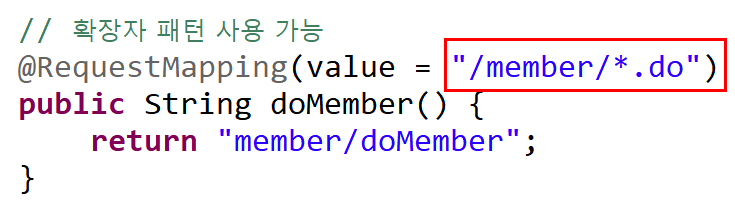 // 확장자 패턴 사용 가능
@RequestMapping(value = "/member/*.do")
public String doMember() {
    return "member/doMember";
}